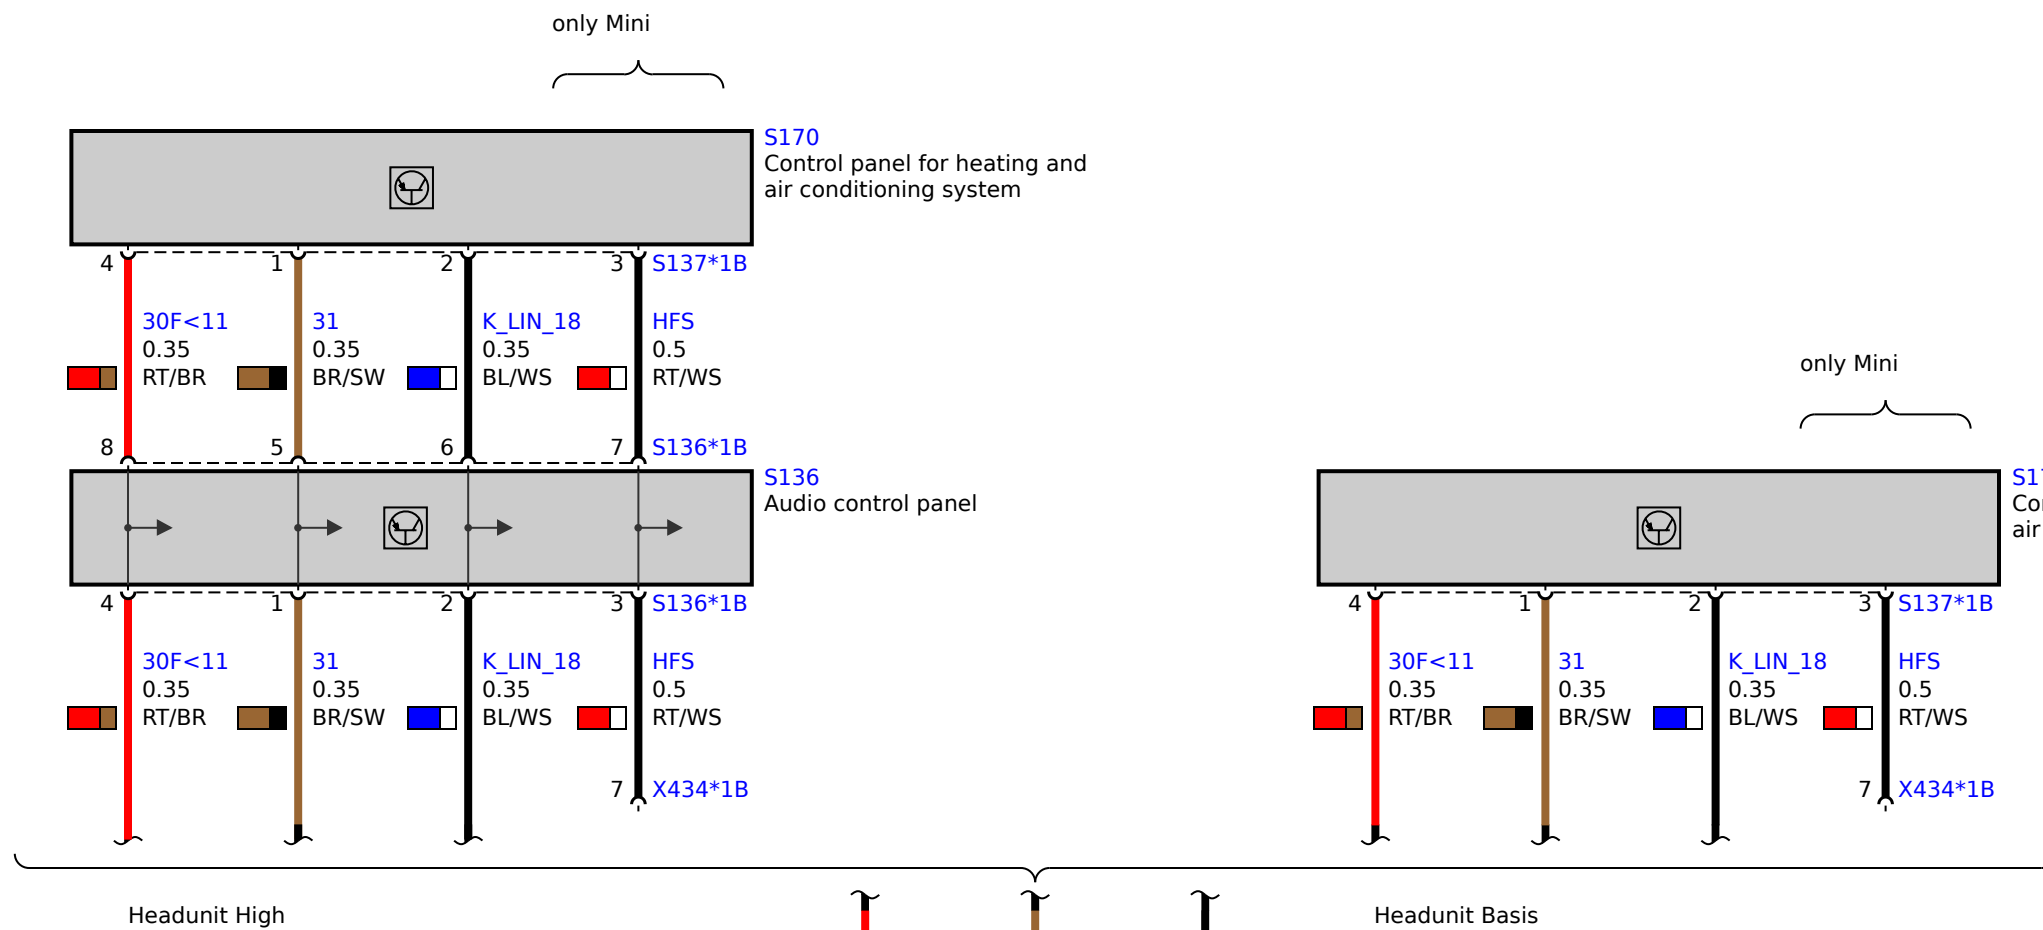 only Mini
S170
Control panel for heating and
air conditioning system
4 1 2 3 S137*1B
30F<11 31 K_LIN_18 HFS
0.35 0.35 0.35 0.5
RT/BR BR/SW BL/WS RT/WS
8 5 6 7 S136*1B
S136
Audio control panel
4 1 2 3 S136*1B
30F<11 31 K_LIN_18 HFS
0.35 0.35 0.35 0.5
RT/BR BR/SW BL/WS RT/WS
7 X434*1B
Headunit High
only Mini
air
4 1 2 3 S137*1B
30F<11 31 K_LIN_18 HFS
0.35 0.35 0.35 0.5
RT/BR BR/SW BL/WS RT/WS
7 X434*1B
Headunit Basis